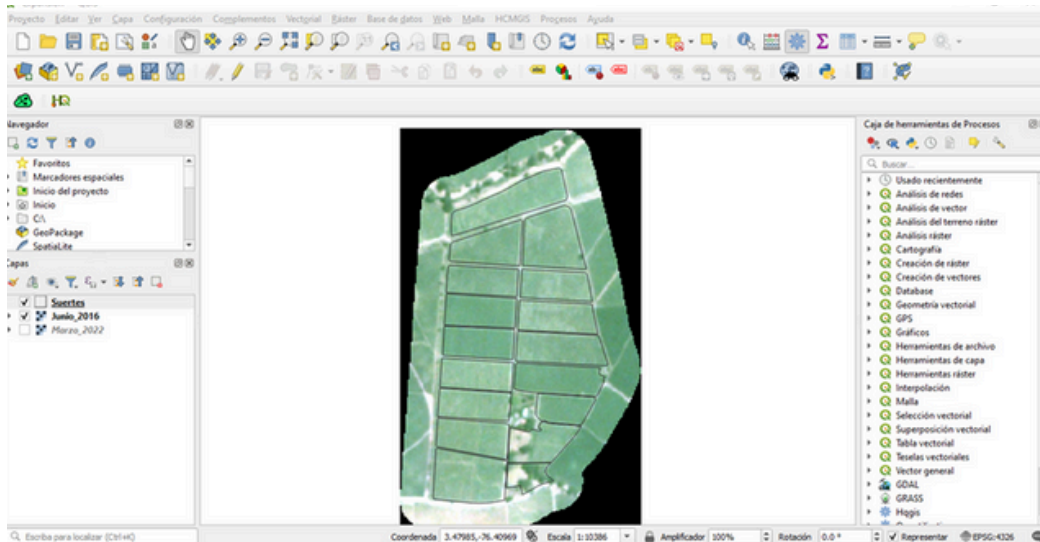 Proyecto Editar Ver Capa Configuración Complementos Vectorial Ráster Base de datos Web Malla HCMGIS Procesos Ayuda
Navegador
Favoritos
Marcadores espaciales
Inicio del proyecto
Inicio
C:\
GeoPackage
SpatiaLite
Capas
Suertes
Junio_2016
Marzo_2022
Caja de herramientas de Procesos
Buscar...
Usado recientemente
Análisis de redes
Análisis de vector
Análisis del terreno ráster
Análisis ráster
Cartografía
Creación de ráster
Creación de vectores
Database
Geometría vectorial
GPS
Gráficos
Herramientas de archivo
Herramientas de capa
Herramientas ráster
Interpolación
Malla
Selección vectorial
Superposición vectorial
Tabla vectorial
Teselas vectoriales
Vector general
GDAL
GRASS
Hqgis
Escriba para localizar (Ctrl+K)
Coordenada 3.47985,-76.40969 Escala 1:10386 Amplificador 100% Rotación 0.0 ° Representar EPSG:4326